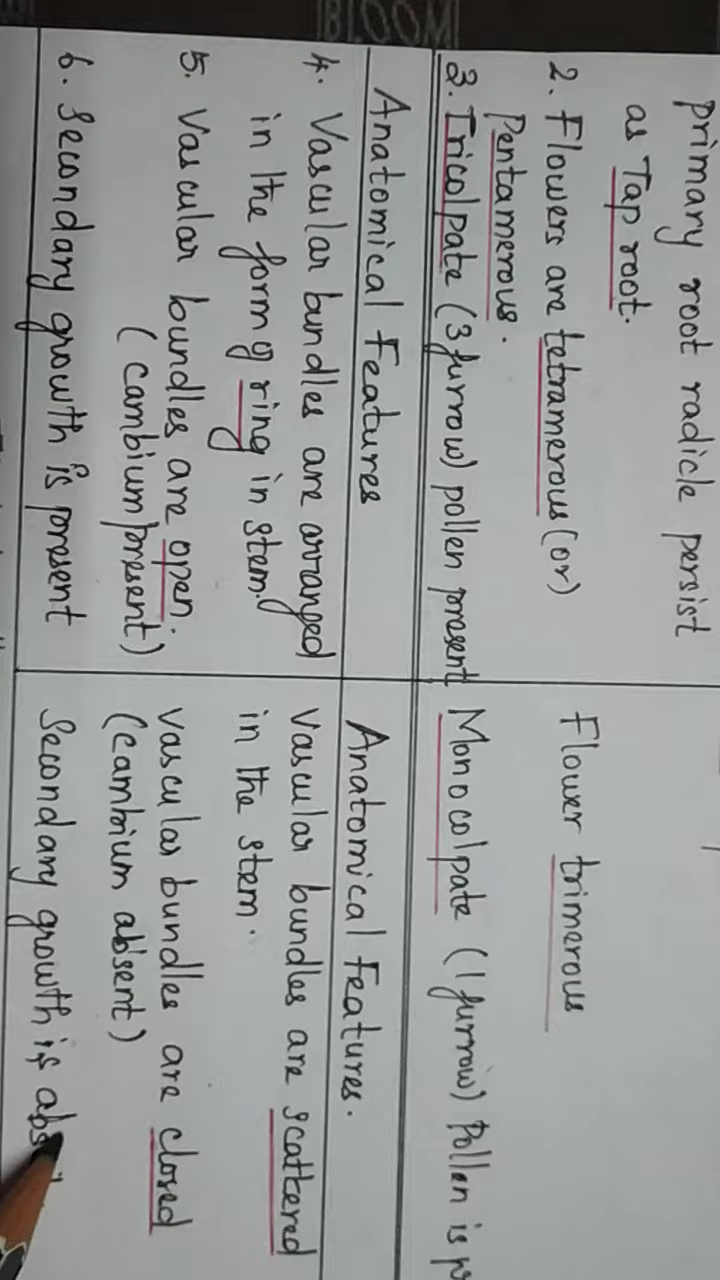 BLOOM
primary root radicle persist
as Tap root.
2. Flowers are tetramerous (or)
Pentamerous.
Flower trimerous
3. Tricolpate (3 furrow) pollen present
Monocolpate (1 furrow) Pollen is
Anatomical Features
Anatomical Features.
4. Vascular bundles are arranged
in the form of ring in stem.
Vascular bundles are scattered
in the stem.
5. Vascular bundles are open.
(cambium present)
Vascular bundles are closed
(cambium absent)
6. Secondary growth is present
Secondary growth is